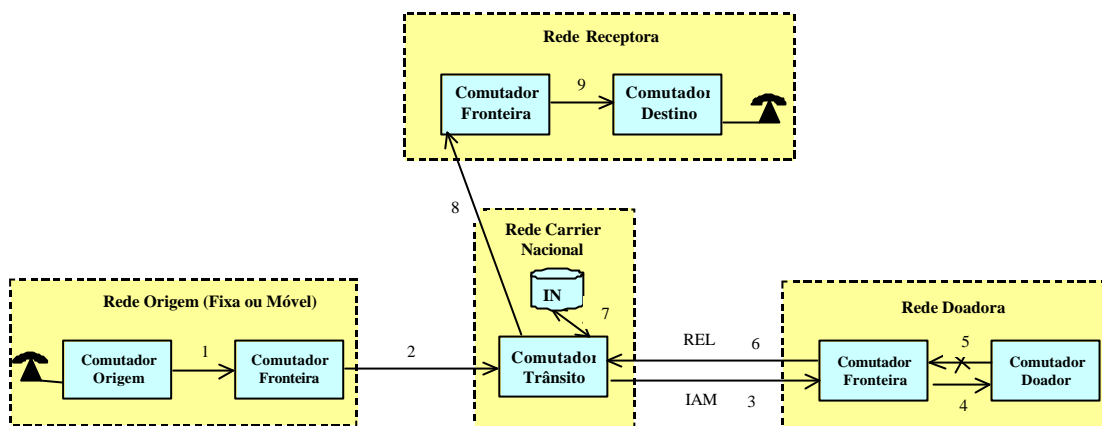 Rede Receptora
Comutador
Fronteira
9
Comutador
Destino
8
Rede Carrier
Nacional
IN
7
Comutador
Trânsito
Rede Origem (Fixa ou Móvel)
Comutador
Origem
1
Comutador
Fronteira
2
REL 6
IAM 3
Rede Doadora
Comutador
Fronteira
5
4
Comutador
Doador